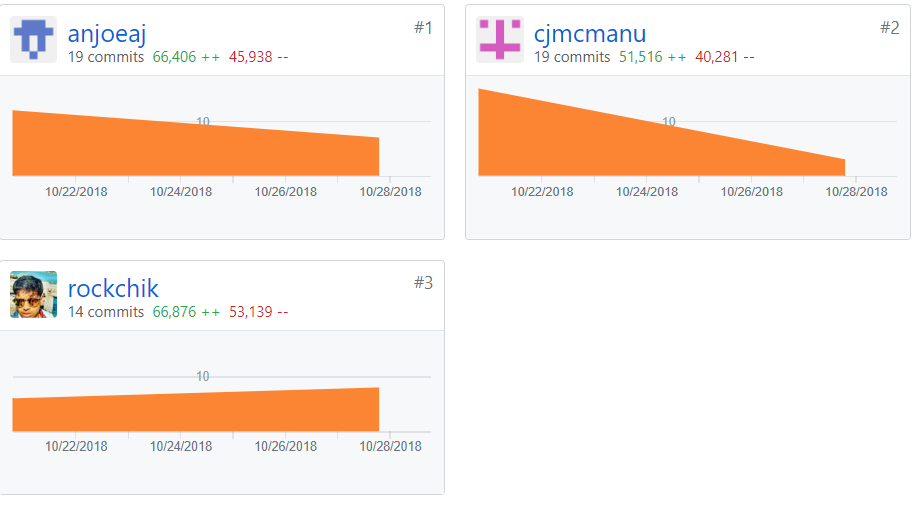 anjoeaj #1
19 commits 66,406 ++ 45,938 --
10
10/22/2018 10/24/2018 10/26/2018 10/28/2018
cjmcmanu #2
19 commits 51,516 ++ 40,281 --
10
10/22/2018 10/24/2018 10/26/2018 10/28/2018
rockchik #3
14 commits 66,876 ++ 53,139 --
10
10/22/2018 10/24/2018 10/26/2018 10/28/2018